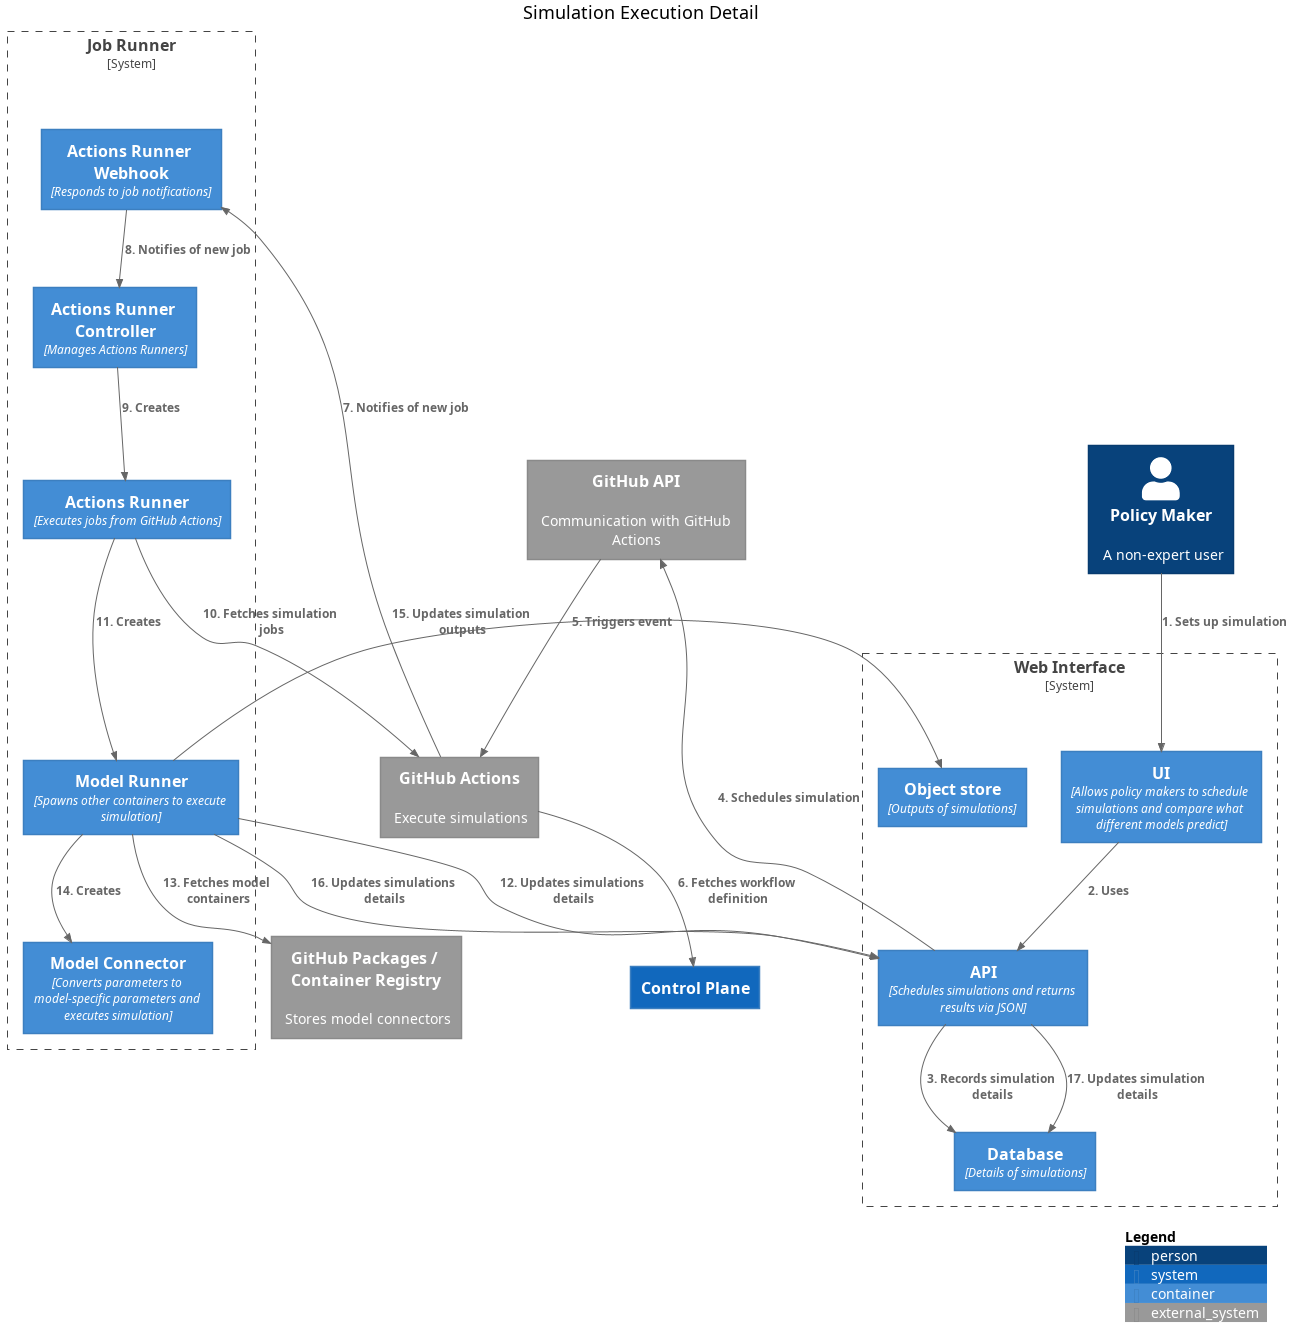 Simulation Execution Detail
Job Runner
[System]
Actions Runner
Webhook
[Responds to job notifications]
8. Notifies of new job
Actions Runner
Controller
[Manages Actions Runners]
9. Creates
7. Notifies of new job
Actions Runner
[Executes jobs from GitHub Actions]
GitHub API
Communication with GitHub
Actions
Policy Maker
A non-expert user
11. Creates
10. Fetches simulation
jobs
15. Updates simulation
outputs
5. Triggers event
1. Sets up simulation
Web Interface
[System]
Model Runner
[Spawns other containers to execute
simulation]
GitHub Actions
Execute simulations
4. Schedules simulation
Object store
[Outputs of simulations]
UI
[Allows policy makers to schedule
simulations and compare what
different models predict]
14. Creates
13. Fetches model
containers
16. Updates simulations
details
12. Updates simulations
details
6. Fetches workflow
definition
2. Uses
Model Connector
[Converts parameters to
model-specific parameters and
executes simulation]
GitHub Packages /
Container Registry
Stores model connectors
Control Plane
API
[Schedules simulations and returns
results via JSON]
3. Records simulation
details
17. Updates simulation
details
Database
[Details of simulations]
Legend
person
system
container
external_system